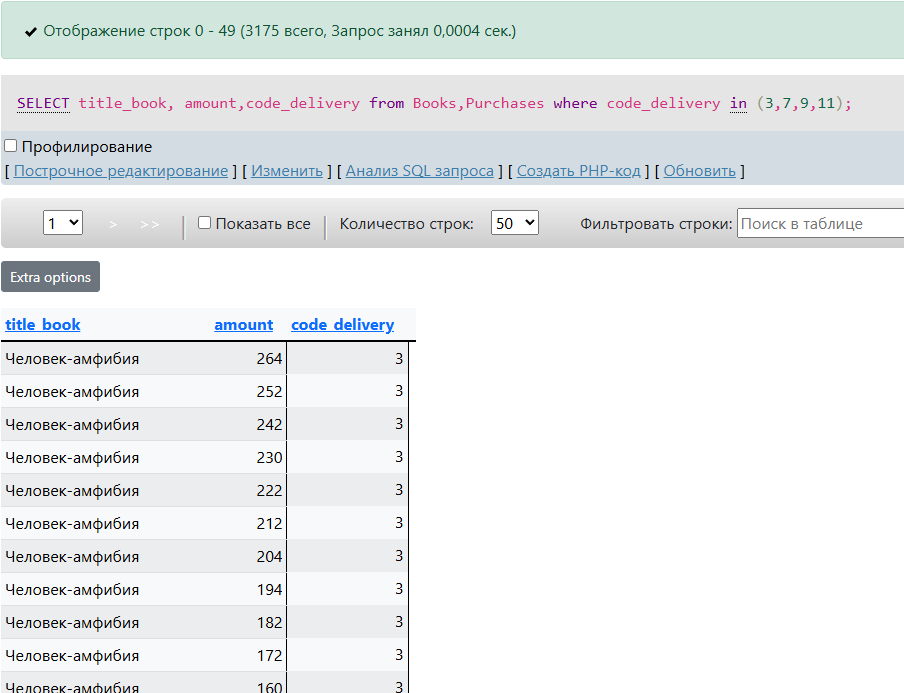 Отображение строк 0 - 49 (3175 всего, Запрос занял 0,0004 сек.)
SELECT title_book, amount,code_delivery from Books,Purchases where code_delivery in (3,7,9,11);
Профилирование
[ Построчное редактирование ] [ Изменить ] [ Анализ SQL запроса ] [ Создать PHP-код ] [ Обновить ]
1 > >> Показать все Количество строк: 50 Фильтровать строки: Поиск в таблице
Extra options
title_book amount code_delivery
Человек-амфибия 264 3
Человек-амфибия 252 3
Человек-амфибия 242 3
Человек-амфибия 230 3
Человек-амфибия 222 3
Человек-амфибия 212 3
Человек-амфибия 204 3
Человек-амфибия 194 3
Человек-амфибия 182 3
Человек-амфибия 172 3
Человек-амфибия 160 3